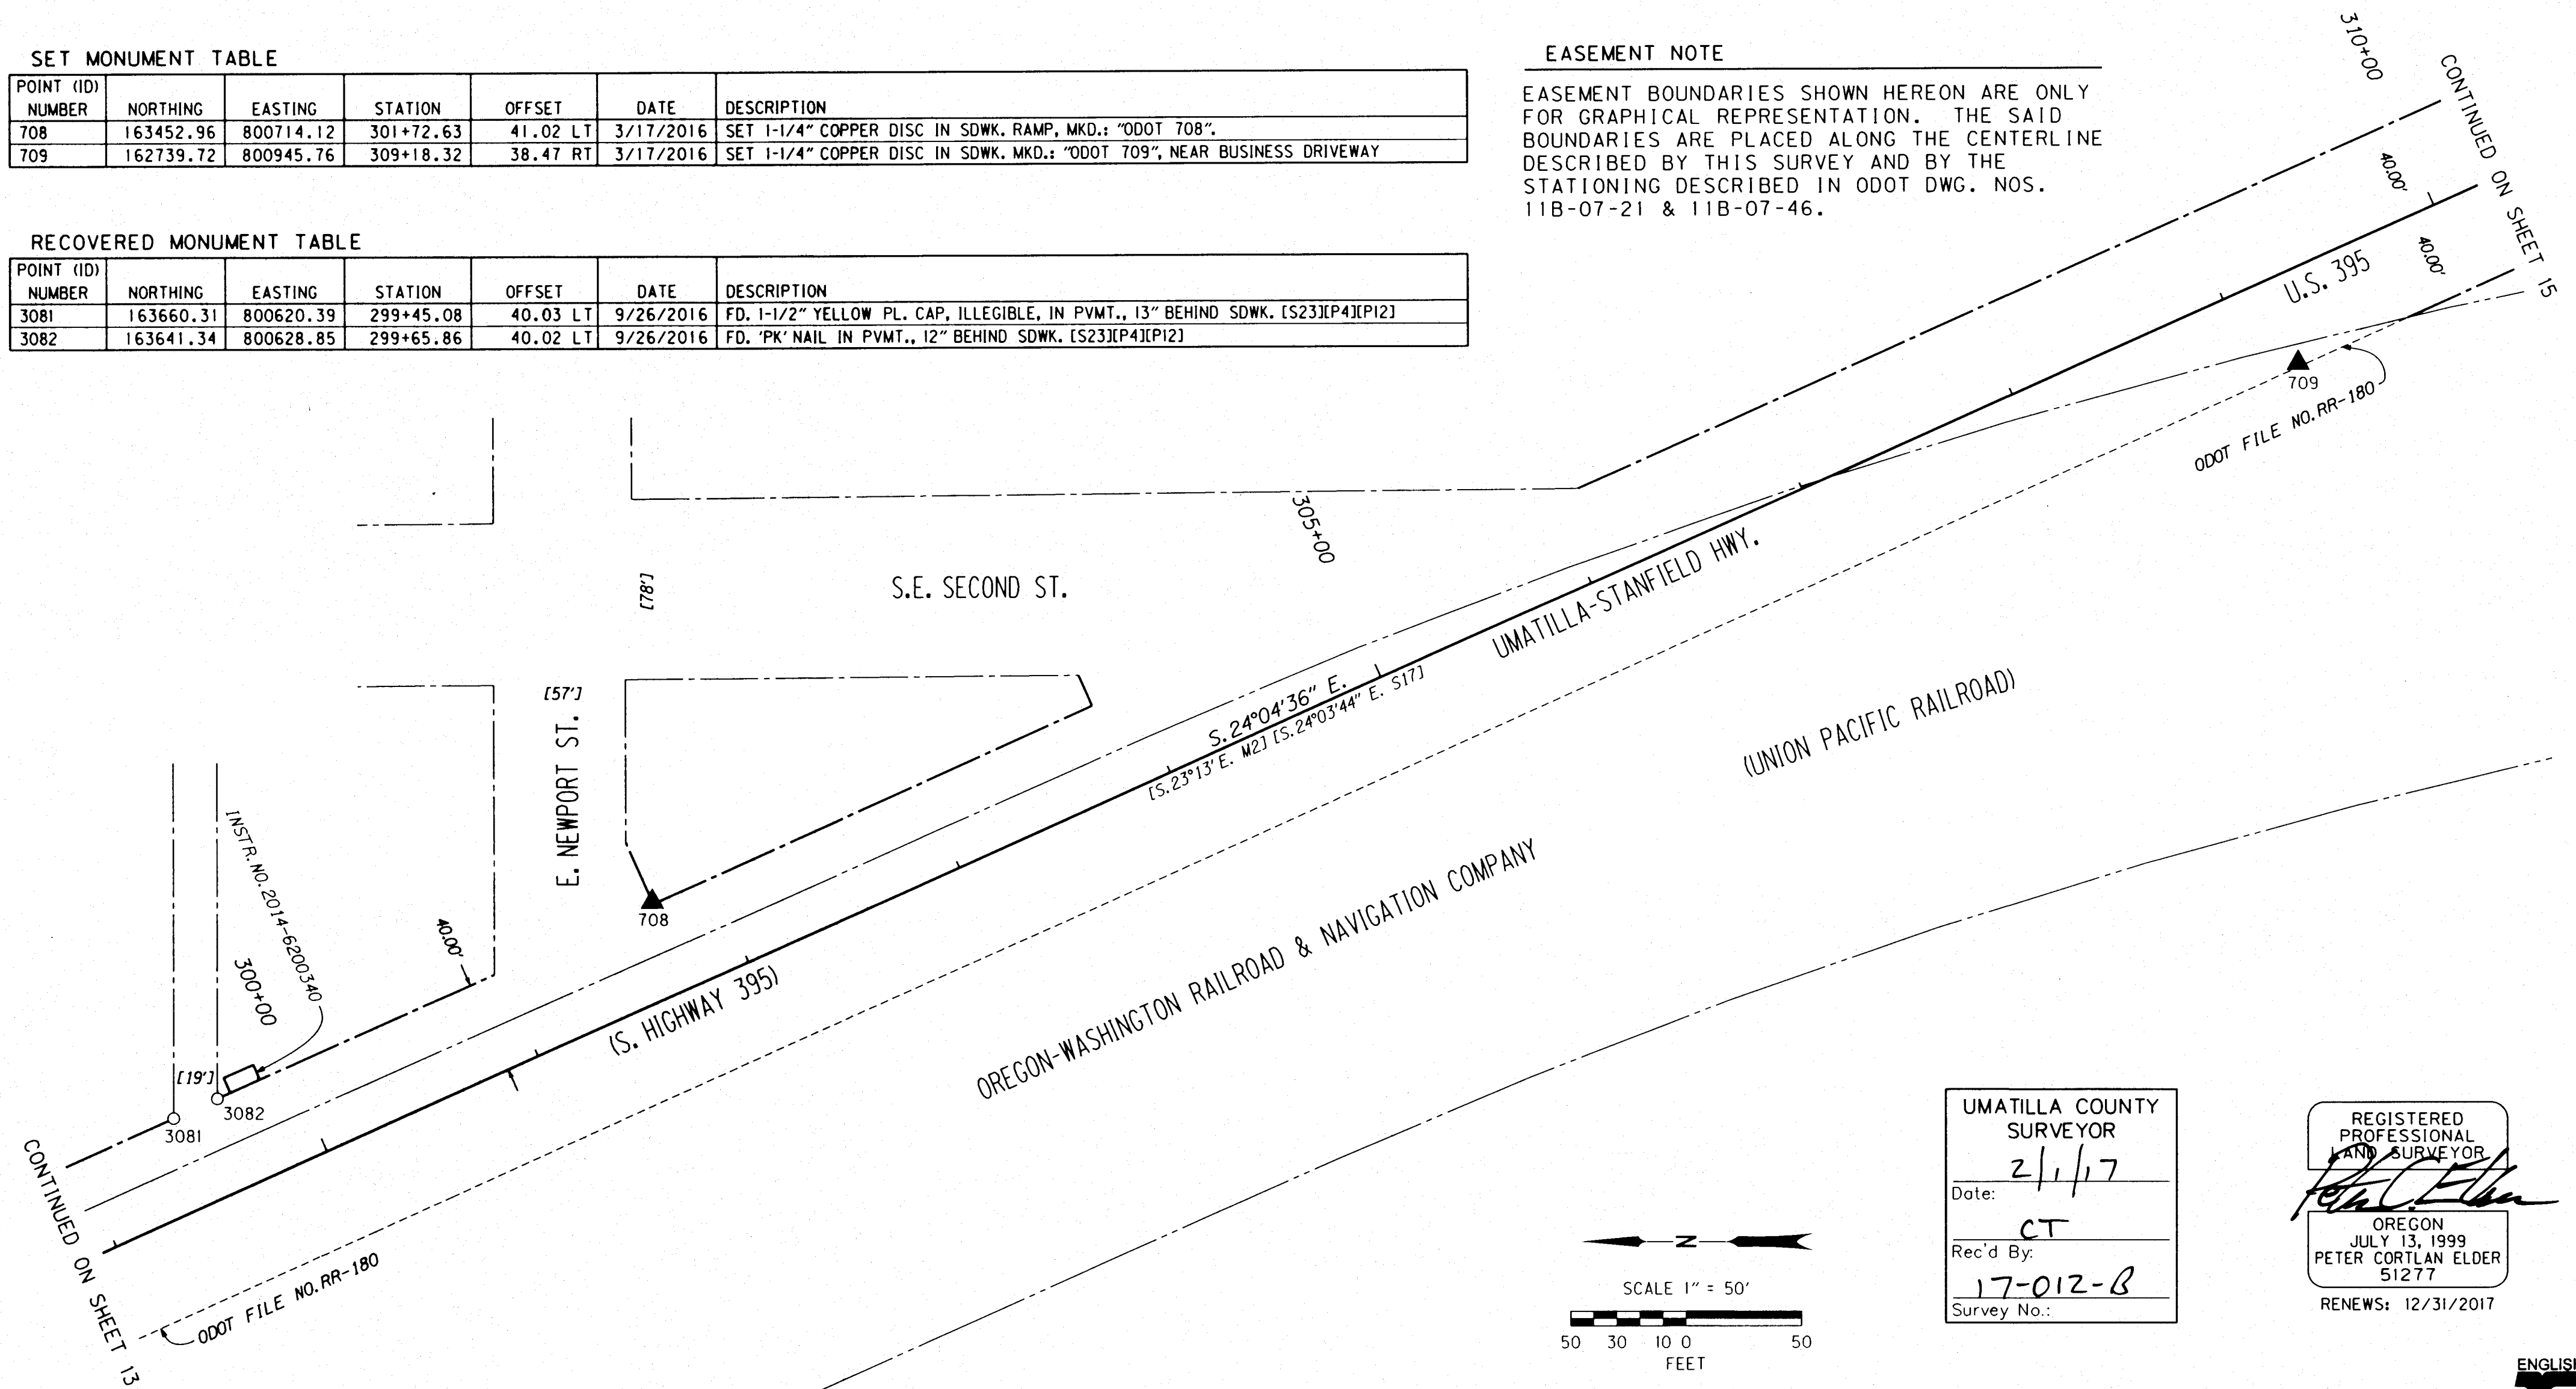 SET MONUMENT TABLE
POINT (ID) NUMBER NORTHING EASTING STATION OFFSET DATE DESCRIPTION
708 163452.96 800714.12 301+72.63 41.02 LT 3/17/2016 SET 1-1/4" COPPER DISC IN SDWK. RAMP, MKD.: "ODOT 708".
709 162739.72 800945.76 309+18.32 38.47 RT 3/17/2016 SET 1-1/4" COPPER DISC IN SDWK. MKD.: "ODOT 709", NEAR BUSINESS DRIVEWAY
RECOVERED MONUMENT TABLE
POINT (ID) NUMBER NORTHING EASTING STATION OFFSET DATE DESCRIPTION
3081 163660.31 800620.39 299+45.08 40.03 LT 9/26/2016 FD. 1-1/2" YELLOW PL. CAP, ILLEGIBLE, IN PVMT., 13" BEHIND SDWK. [S23][P4][P12]
3082 163641.34 800628.85 299+65.86 40.02 LT 9/26/2016 FD. 'PK' NAIL IN PVMT., 12" BEHIND SDWK. [S23][P4][P12]
EASEMENT NOTE
EASEMENT BOUNDARIES SHOWN HEREON ARE ONLY
FOR GRAPHICAL REPRESENTATION. THE SAID
BOUNDARIES ARE PLACED ALONG THE CENTERLINE
DESCRIBED BY THIS SURVEY AND BY THE
STATIONING DESCRIBED IN ODOT DWG. NOS.
11B-07-21 & 11B-07-46.
310+00
CONTINUED ON SHEET 15
40.00'
40.00'
U.S. 395
709
ODOT FILE NO. RR-180
305+00
[78']
S.E. SECOND ST.
UMATILLA-STANFIELD HWY.
[57']
E. NEWPORT ST.
S. 24°04'36" E.
[S. 23°13' E. M2] [S. 24°03'44" E. S17]
(UNION PACIFIC RAILROAD)
INSTR. NO. 2014-6200340
708
40.00'
300+00
(S. HIGHWAY 395)
OREGON-WASHINGTON RAILROAD & NAVIGATION COMPANY
[19']
3082
3081
CONTINUED ON SHEET 13
ODOT FILE NO. RR-180
N
SCALE 1" = 50'
50 30 10 0 50
FEET
UMATILLA COUNTY
SURVEYOR
2/1/17
Date:
CT
Rec'd By:
17-012-B
Survey No.:
REGISTERED
PROFESSIONAL
LAND SURVEYOR
Peter C. Elder
OREGON
JULY 13, 1999
PETER CORTLAN ELDER
51277
RENEWS: 12/31/2017